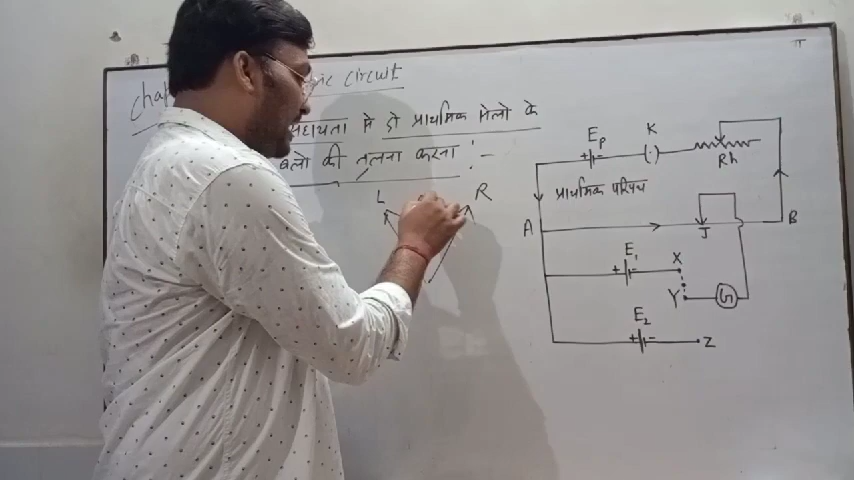 circuit
सहायता मे दो प्राथमिक सेलो के
बलो की तुलना करना :-
L R
Ep K Rh
प्राथमिक परिपथ
A J B
E1 X
Y G
E2 Z